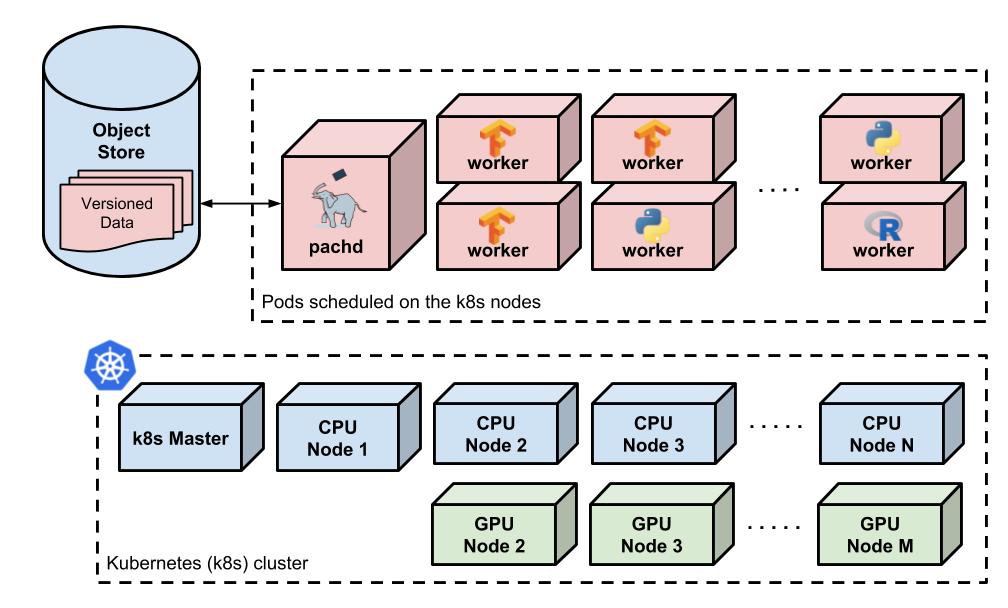 Object
Store
Versioned
Data
pachd
worker
worker
worker
worker
worker
R
worker
. . . .
Pods scheduled on the k8s nodes
k8s Master
CPU
Node 1
CPU
Node 2
CPU
Node 3
. . . . .
CPU
Node N
GPU
Node 2
GPU
Node 3
. . . . .
GPU
Node M
Kubernetes (k8s) cluster